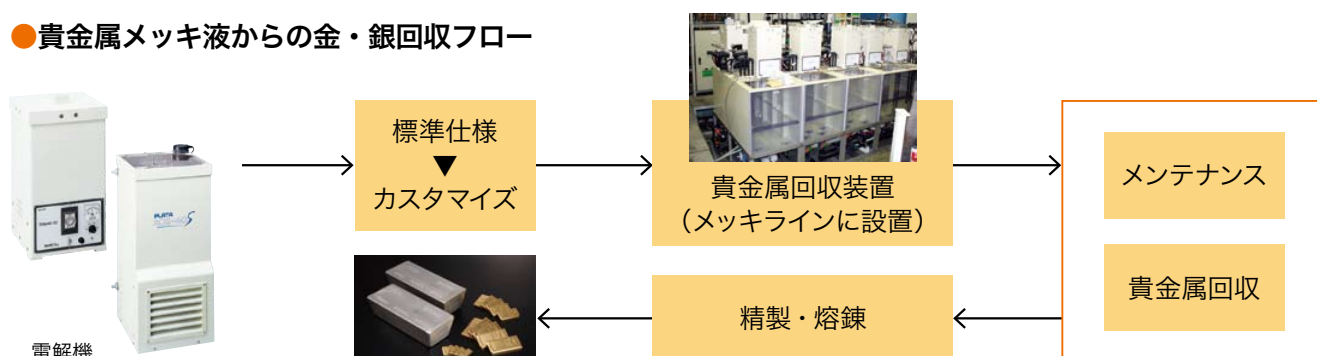 ●貴金属メッキ液からの金・銀回収フロー
標準仕様
▼
カスタマイズ
貴金属回収装置
（メッキラインに設置）
メンテナンス
貴金属回収
精製・熔錬
PLATA
電解機